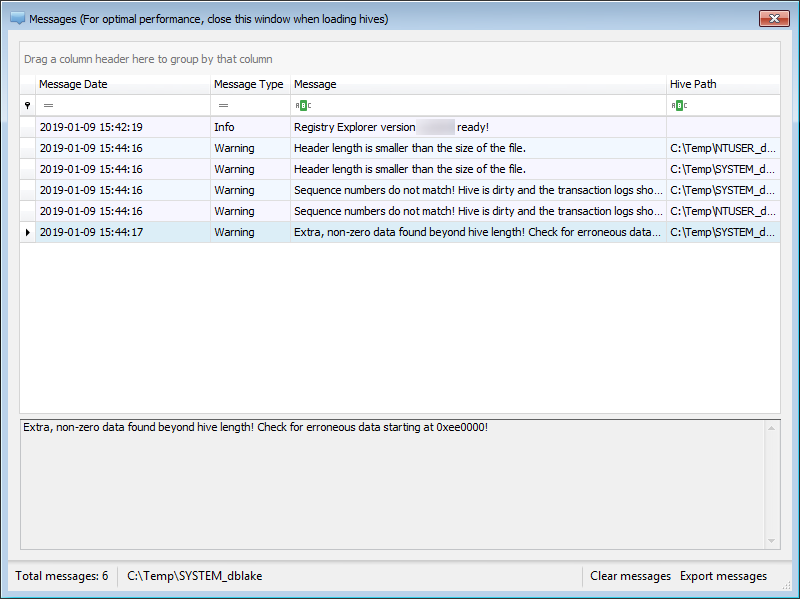 Messages (For optimal performance, close this window when loading hives)
Drag a column header here to group by that column
Message Date Message Type Message Hive Path
= = ABC ABC
2019-01-09 15:42:19 Info Registry Explorer version ready!
2019-01-09 15:44:16 Warning Header length is smaller than the size of the file. C:\Temp\NTUSER_d...
2019-01-09 15:44:16 Warning Header length is smaller than the size of the file. C:\Temp\SYSTEM_d...
2019-01-09 15:44:16 Warning Sequence numbers do not match! Hive is dirty and the transaction logs sho... C:\Temp\SYSTEM_d...
2019-01-09 15:44:16 Warning Sequence numbers do not match! Hive is dirty and the transaction logs sho... C:\Temp\NTUSER_d...
2019-01-09 15:44:17 Warning Extra, non-zero data found beyond hive length! Check for erroneous data... C:\Temp\SYSTEM_d...
Extra, non-zero data found beyond hive length! Check for erroneous data starting at 0xee0000!
Total messages: 6 C:\Temp\SYSTEM_dblake Clear messages Export messages